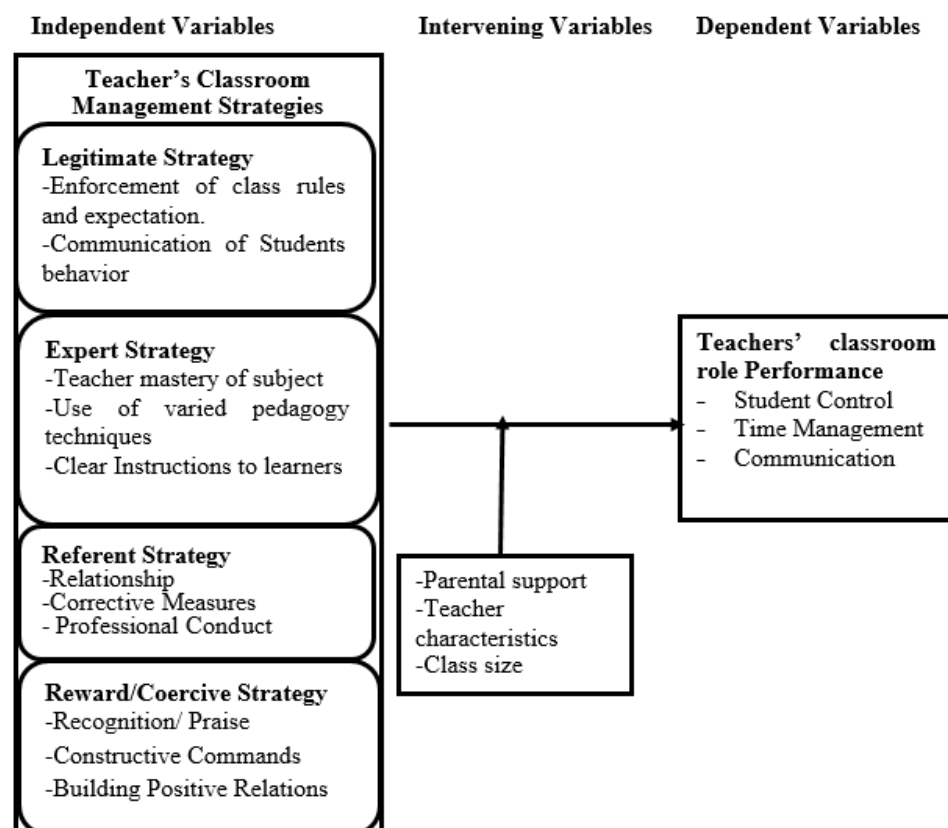 Independent Variables
Intervening Variables
Dependent Variables
Teacher’s Classroom
Management Strategies
Legitimate Strategy
-Enforcement of class rules
and expectation.
-Communication of Students
behavior
Expert Strategy
-Teacher mastery of subject
-Use of varied pedagogy
techniques
-Clear Instructions to learners
Referent Strategy
-Relationship
-Corrective Measures
- Professional Conduct
Reward/Coercive Strategy
-Recognition/ Praise
-Constructive Commands
-Building Positive Relations
-Parental support
-Teacher
characteristics
-Class size
Teachers’ classroom
role Performance
- Student Control
- Time Management
- Communication